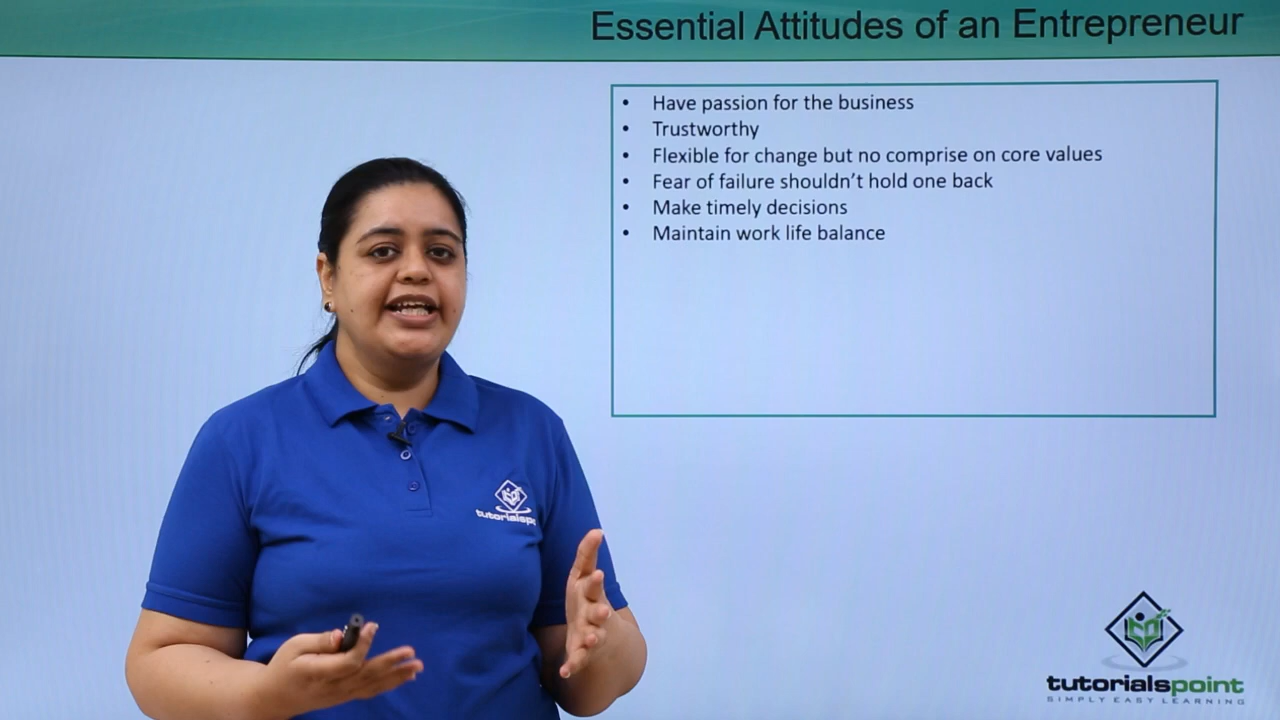 Essential Attitudes of an Entrepreneur
• Have passion for the business
• Trustworthy
• Flexible for change but no comprise on core values
• Fear of failure shouldn't hold one back
• Make timely decisions
• Maintain work life balance
tutorialspo
tutorialspoint
SIMPLY EASY LEARNING